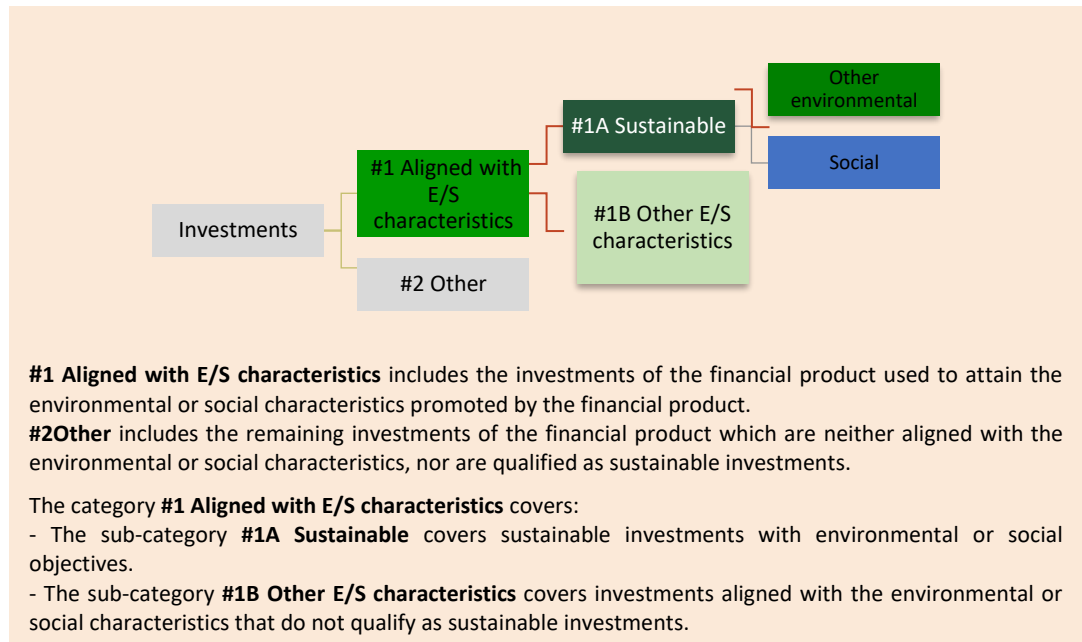 Other
environmental
#1A Sustainable
Social
#1 Aligned with
E/S
characteristics
#1B Other E/S
characteristics
Investments
#2 Other
#1 Aligned with E/S characteristics includes the investments of the financial product used to attain the
environmental or social characteristics promoted by the financial product.
#2Other includes the remaining investments of the financial product which are neither aligned with the
environmental or social characteristics, nor are qualified as sustainable investments.
The category #1 Aligned with E/S characteristics covers:
- The sub-category #1A Sustainable covers sustainable investments with environmental or social
objectives.
- The sub-category #1B Other E/S characteristics covers investments aligned with the environmental or
social characteristics that do not qualify as sustainable investments.